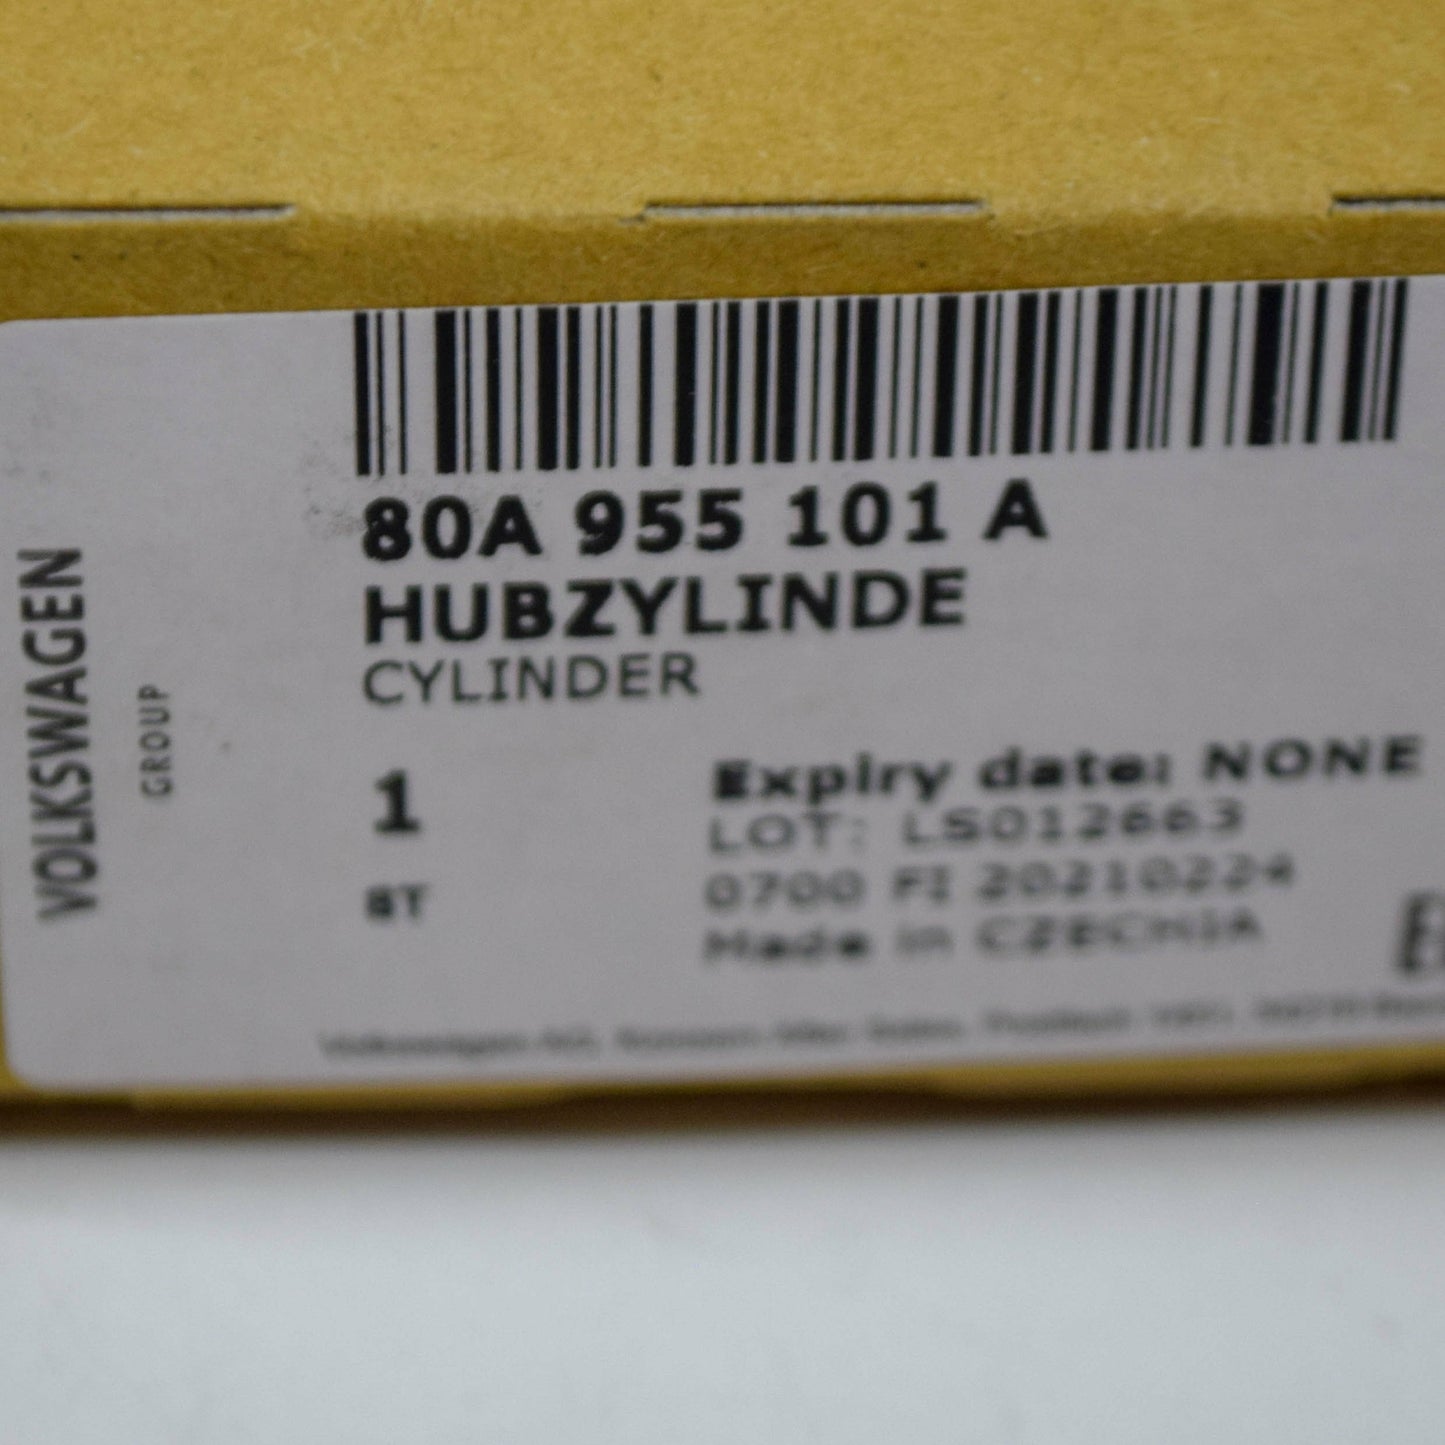 VOLKSWAGEN
GROUP
80A 955 101 A
HUBZYLINDE
CYLINDER
1
Expiry date: NONE
LOT: LS012663
0700 FI 20210224
Made in CZECHIA